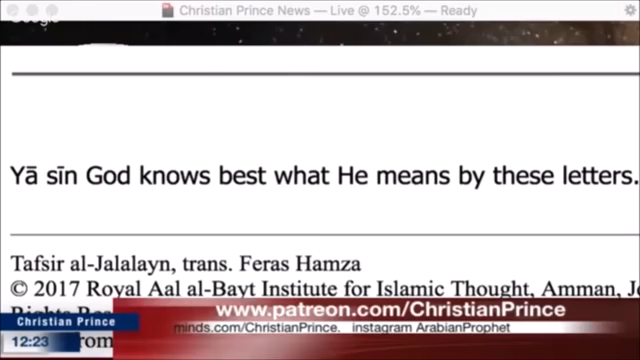 Christian Prince News — Live @ 152.5% — Ready
Yā sīn God knows best what He means by these letters.
Tafsir al-Jalalayn, trans. Feras Hamza
© 2017 Royal Aal al-Bayt Institute for Islamic Thought, Amman,
www.patreon.com/ChristianPrince
Christian Prince
minds.com/ChristianPrince. instagram ArabianProphet
12:23